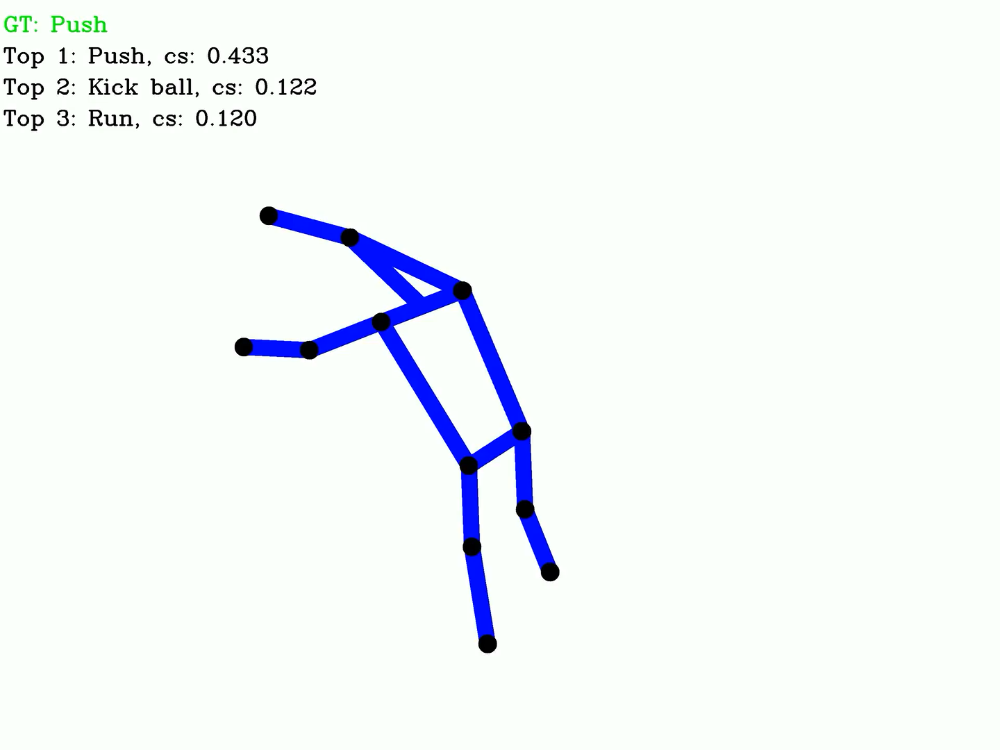 GT: Push
Top 1: Push, cs: 0.433
Top 2: Kick ball, cs: 0.122
Top 3: Run, cs: 0.120